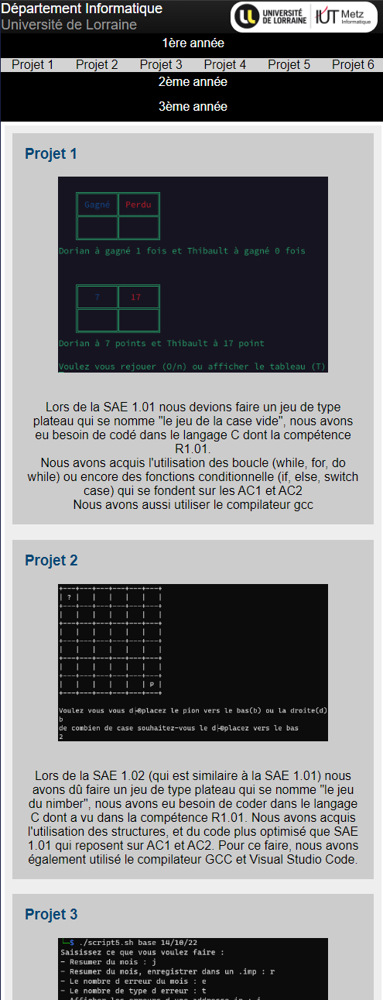 Département Informatique
Université de Lorraine
UNIVERSITÉ
DE LORRAINE
IUT Metz
Informatique
1ère année
Projet 1 Projet 2 Projet 3 Projet 4 Projet 5 Projet 6
2ème année
3ème année
Projet 1
Gagné Perdu
Dorian à gagné 1 fois et Thibault à gagné 0 fois
7 17
Dorian à 7 points et Thibault à 17 point
Voulez vous rejouer (O/n) ou afficher le tableau (T)
Lors de la SAE 1.01 nous devions faire un jeu de type
plateau qui se nomme "le jeu de la case vide", nous avons
eu besoin de codé dans le langage C dont la compétence
R1.01.
Nous avons acquis l'utilisation des boucle (while, for, do
while) ou encore des fonctions conditionnelle (if, else, switch
case) qui se fondent sur les AC1 et AC2
Nous avons aussi utiliser le compilateur gcc
Projet 2
?
P
Voulez vous vous d├®placez le pion vers le bas(b) ou la droite(d)
b
de combien de case souhaitez-vous le d├®placez vers le bas
2
Lors de la SAE 1.02 (qui est similaire à la SAE 1.01) nous
avons dû faire un jeu de type plateau qui se nomme "le jeu
du nimber", nous avons eu besoin de coder dans le langage
C dont a vu dans la compétence R1.01. Nous avons acquis
l'utilisation des structures, et du code plus optimisé que SAE
1.01 qui reposent sur AC1 et AC2. Pour ce faire, nous avons
également utilisé le compilateur GCC et Visual Studio Code.
Projet 3
└─$ ./script5.sh base 14/10/22
Saisissez ce que vous voulez faire :
- Resumer du mois : j
- Resumer du mois, enregistrer dans un .imp : r
- Le nombre d erreur du mois : e
- Le nombre de type d erreur : t
- Afficher les erreurs d une addresse ip : i